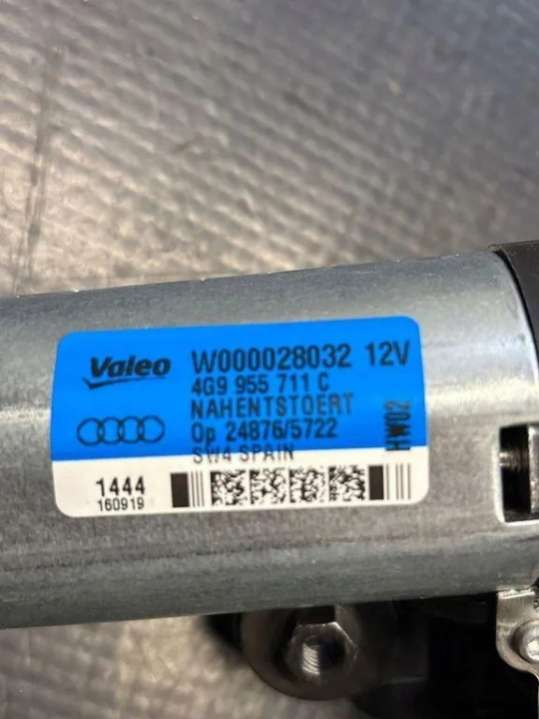 Valeo W000028032 12V
4G9 955 711 C
NAHENTSTOERT
Op 24876/5722
SW4 SPAIN
HW02
1444
160919